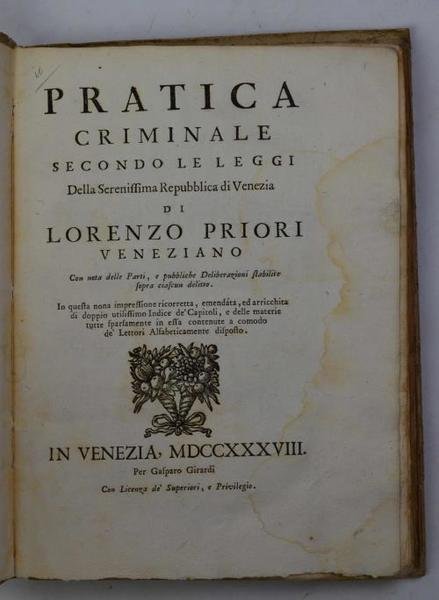 PRATICA
CRIMINALE
SECONDO LE LEGGI
Della Sereniſſima Repubblica di Venezia
DI
LORENZO PRIORI
VENEZIANO
Con nota delle Parti, e pubbliche Deliberazioni ſtabilite
ſopra ciaſcun delitto.
In queſta nona impreſſione ricorretta, emendáta, ed arricchita
di doppio utiliſſimo Indice de' Capitoli, e delle materie
tutte ſparſamente in eſſa contenute a comodo
de' Lettori Alfabeticamente diſpoſto.
IN VENEZIA, MDCCXXXVIII.
Per Gaſparo Girardi
Con Licenza de' Superiori, e Privilegio.